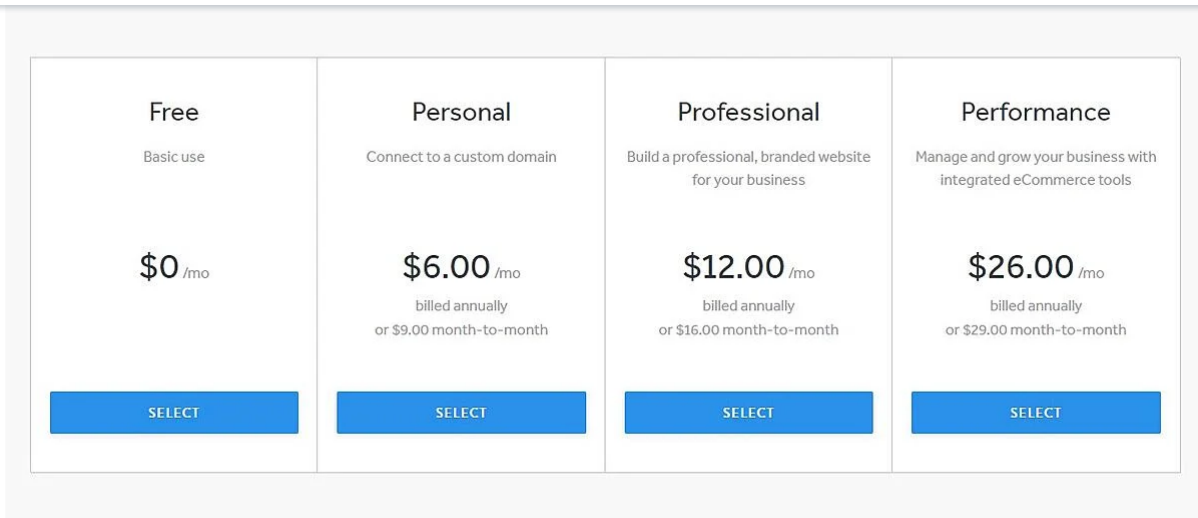 Free
Basic use
$0 /mo
SELECT
Personal
Connect to a custom domain
$6.00 /mo
billed annually
or $9.00 month-to-month
SELECT
Professional
Build a professional, branded website
for your business
$12.00 /mo
billed annually
or $16.00 month-to-month
SELECT
Performance
Manage and grow your business with
integrated eCommerce tools
$26.00 /mo
billed annually
or $29.00 month-to-month
SELECT